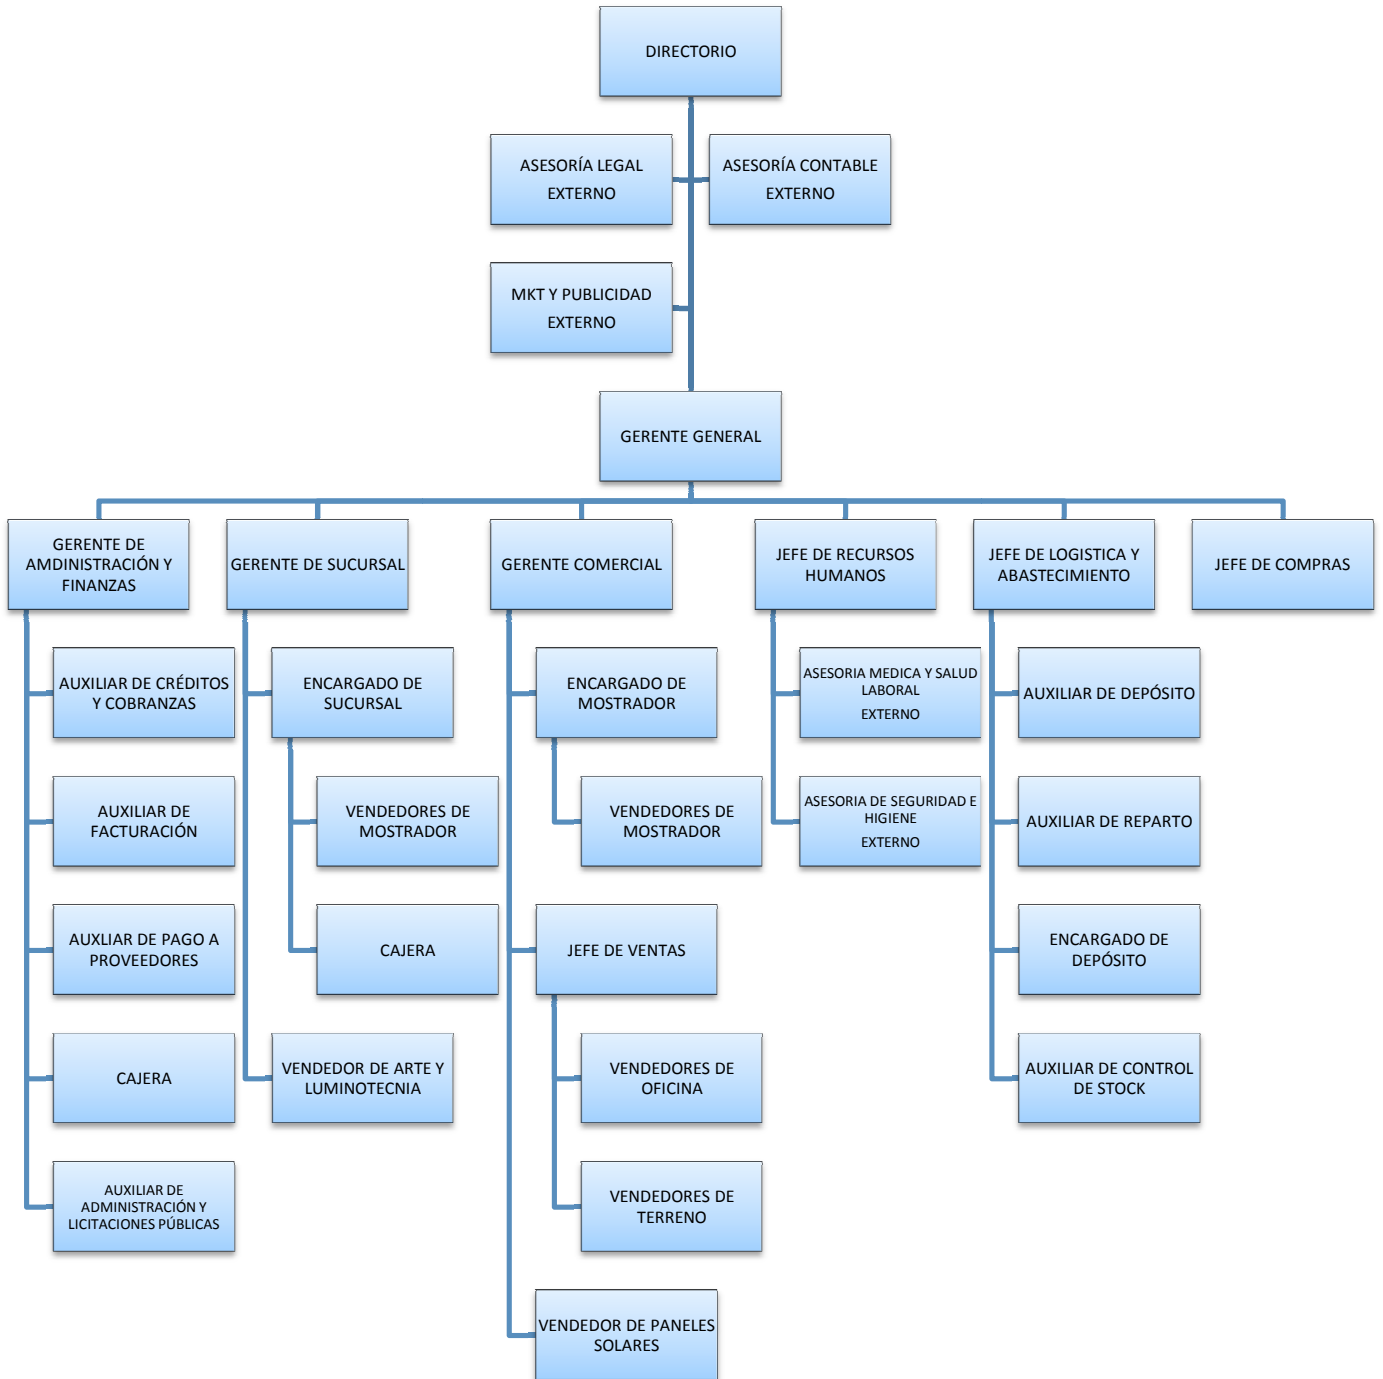 DIRECTORIO
ASESORÍA LEGAL
EXTERNO
ASESORÍA CONTABLE
EXTERNO
MKT Y PUBLICIDAD
EXTERNO
GERENTE GENERAL
GERENTE DE
AMDINISTRACIÓN Y
FINANZAS
GERENTE DE SUCURSAL
GERENTE COMERCIAL
JEFE DE RECURSOS
HUMANOS
JEFE DE LOGISTICA Y
ABASTECIMIENTO
JEFE DE COMPRAS
AUXILIAR DE CRÉDITOS
Y COBRANZAS
ENCARGADO DE
SUCURSAL
ENCARGADO DE
MOSTRADOR
ASESORIA MEDICA Y SALUD
LABORAL
EXTERNO
AUXILIAR DE DEPÓSITO
AUXILIAR DE
FACTURACIÓN
VENDEDORES DE
MOSTRADOR
VENDEDORES DE
MOSTRADOR
ASESORIA DE SEGURIDAD E
HIGIENE
EXTERNO
AUXILIAR DE REPARTO
AUXLIAR DE PAGO A
PROVEEDORES
CAJERA
JEFE DE VENTAS
ENCARGADO DE
DEPÓSITO
CAJERA
VENDEDOR DE ARTE Y
LUMINOTECNIA
VENDEDORES DE
OFICINA
AUXILIAR DE CONTROL
DE STOCK
AUXILIAR DE
ADMINISTRACIÓN Y
LICITACIONES PÚBLICAS
VENDEDORES DE
TERRENO
VENDEDOR DE PANELES
SOLARES